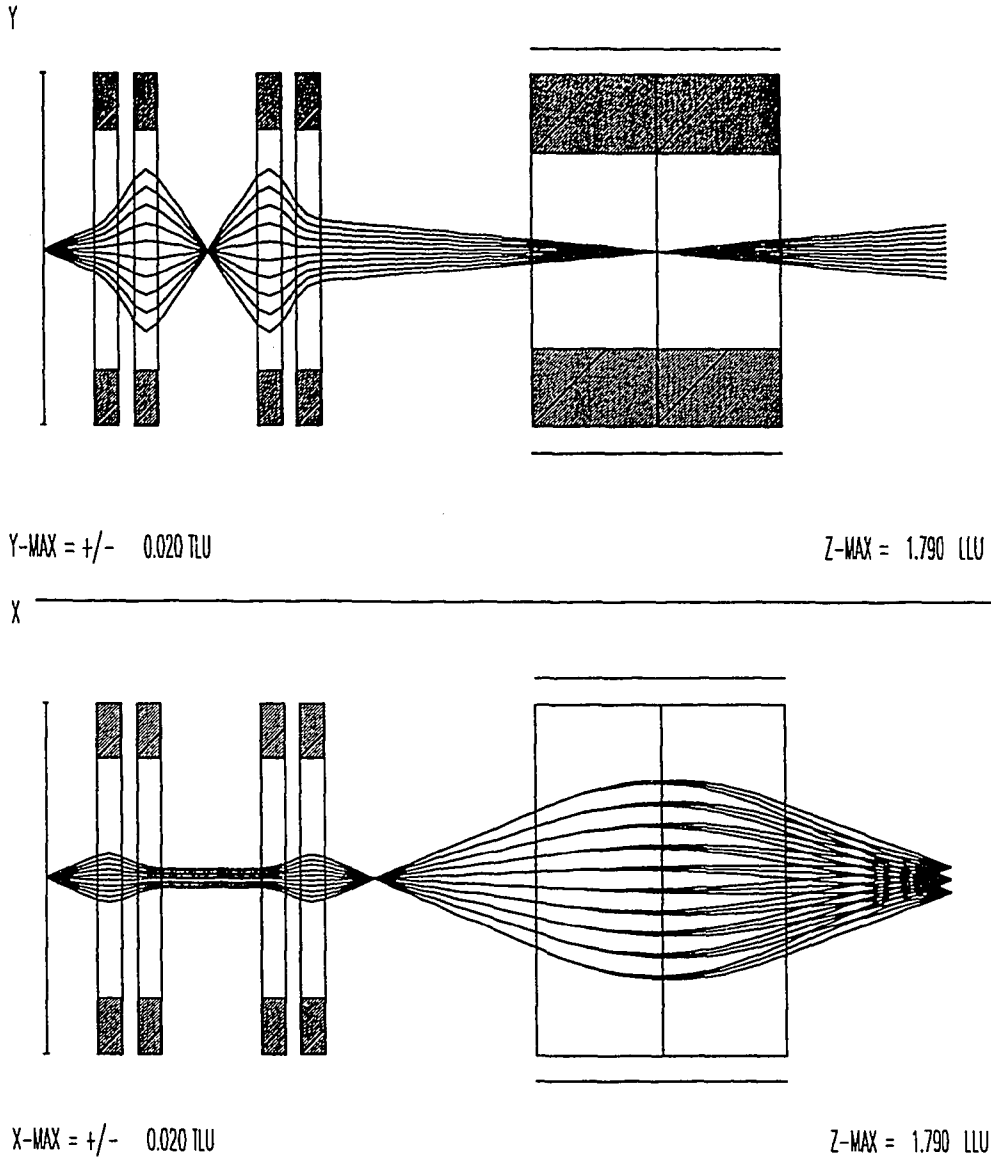 Y
Y-MAX = +/- 0.020 TLU
Z-MAX = 1.790 LLU
X
X-MAX = +/- 0.020 TLU
Z-MAX = 1.790 LLU